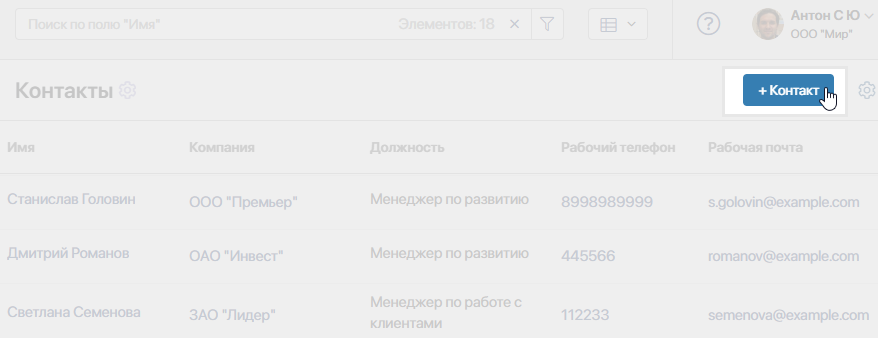 Поиск по полю "Имя" Элементов: 18
Антон С Ю
ООО "Мир"
Контакты
+ Контакт
Имя Компания Должность Рабочий телефон Рабочая почта
Станислав Головин ООО "Премьер" Менеджер по развитию 8998989999 s.golovin@example.com
Дмитрий Романов ОАО "Инвест" Менеджер по развитию 445566 romanov@example.com
Светлана Семенова ЗАО "Лидер" Менеджер по работе с клиентами 112233 semenova@example.com